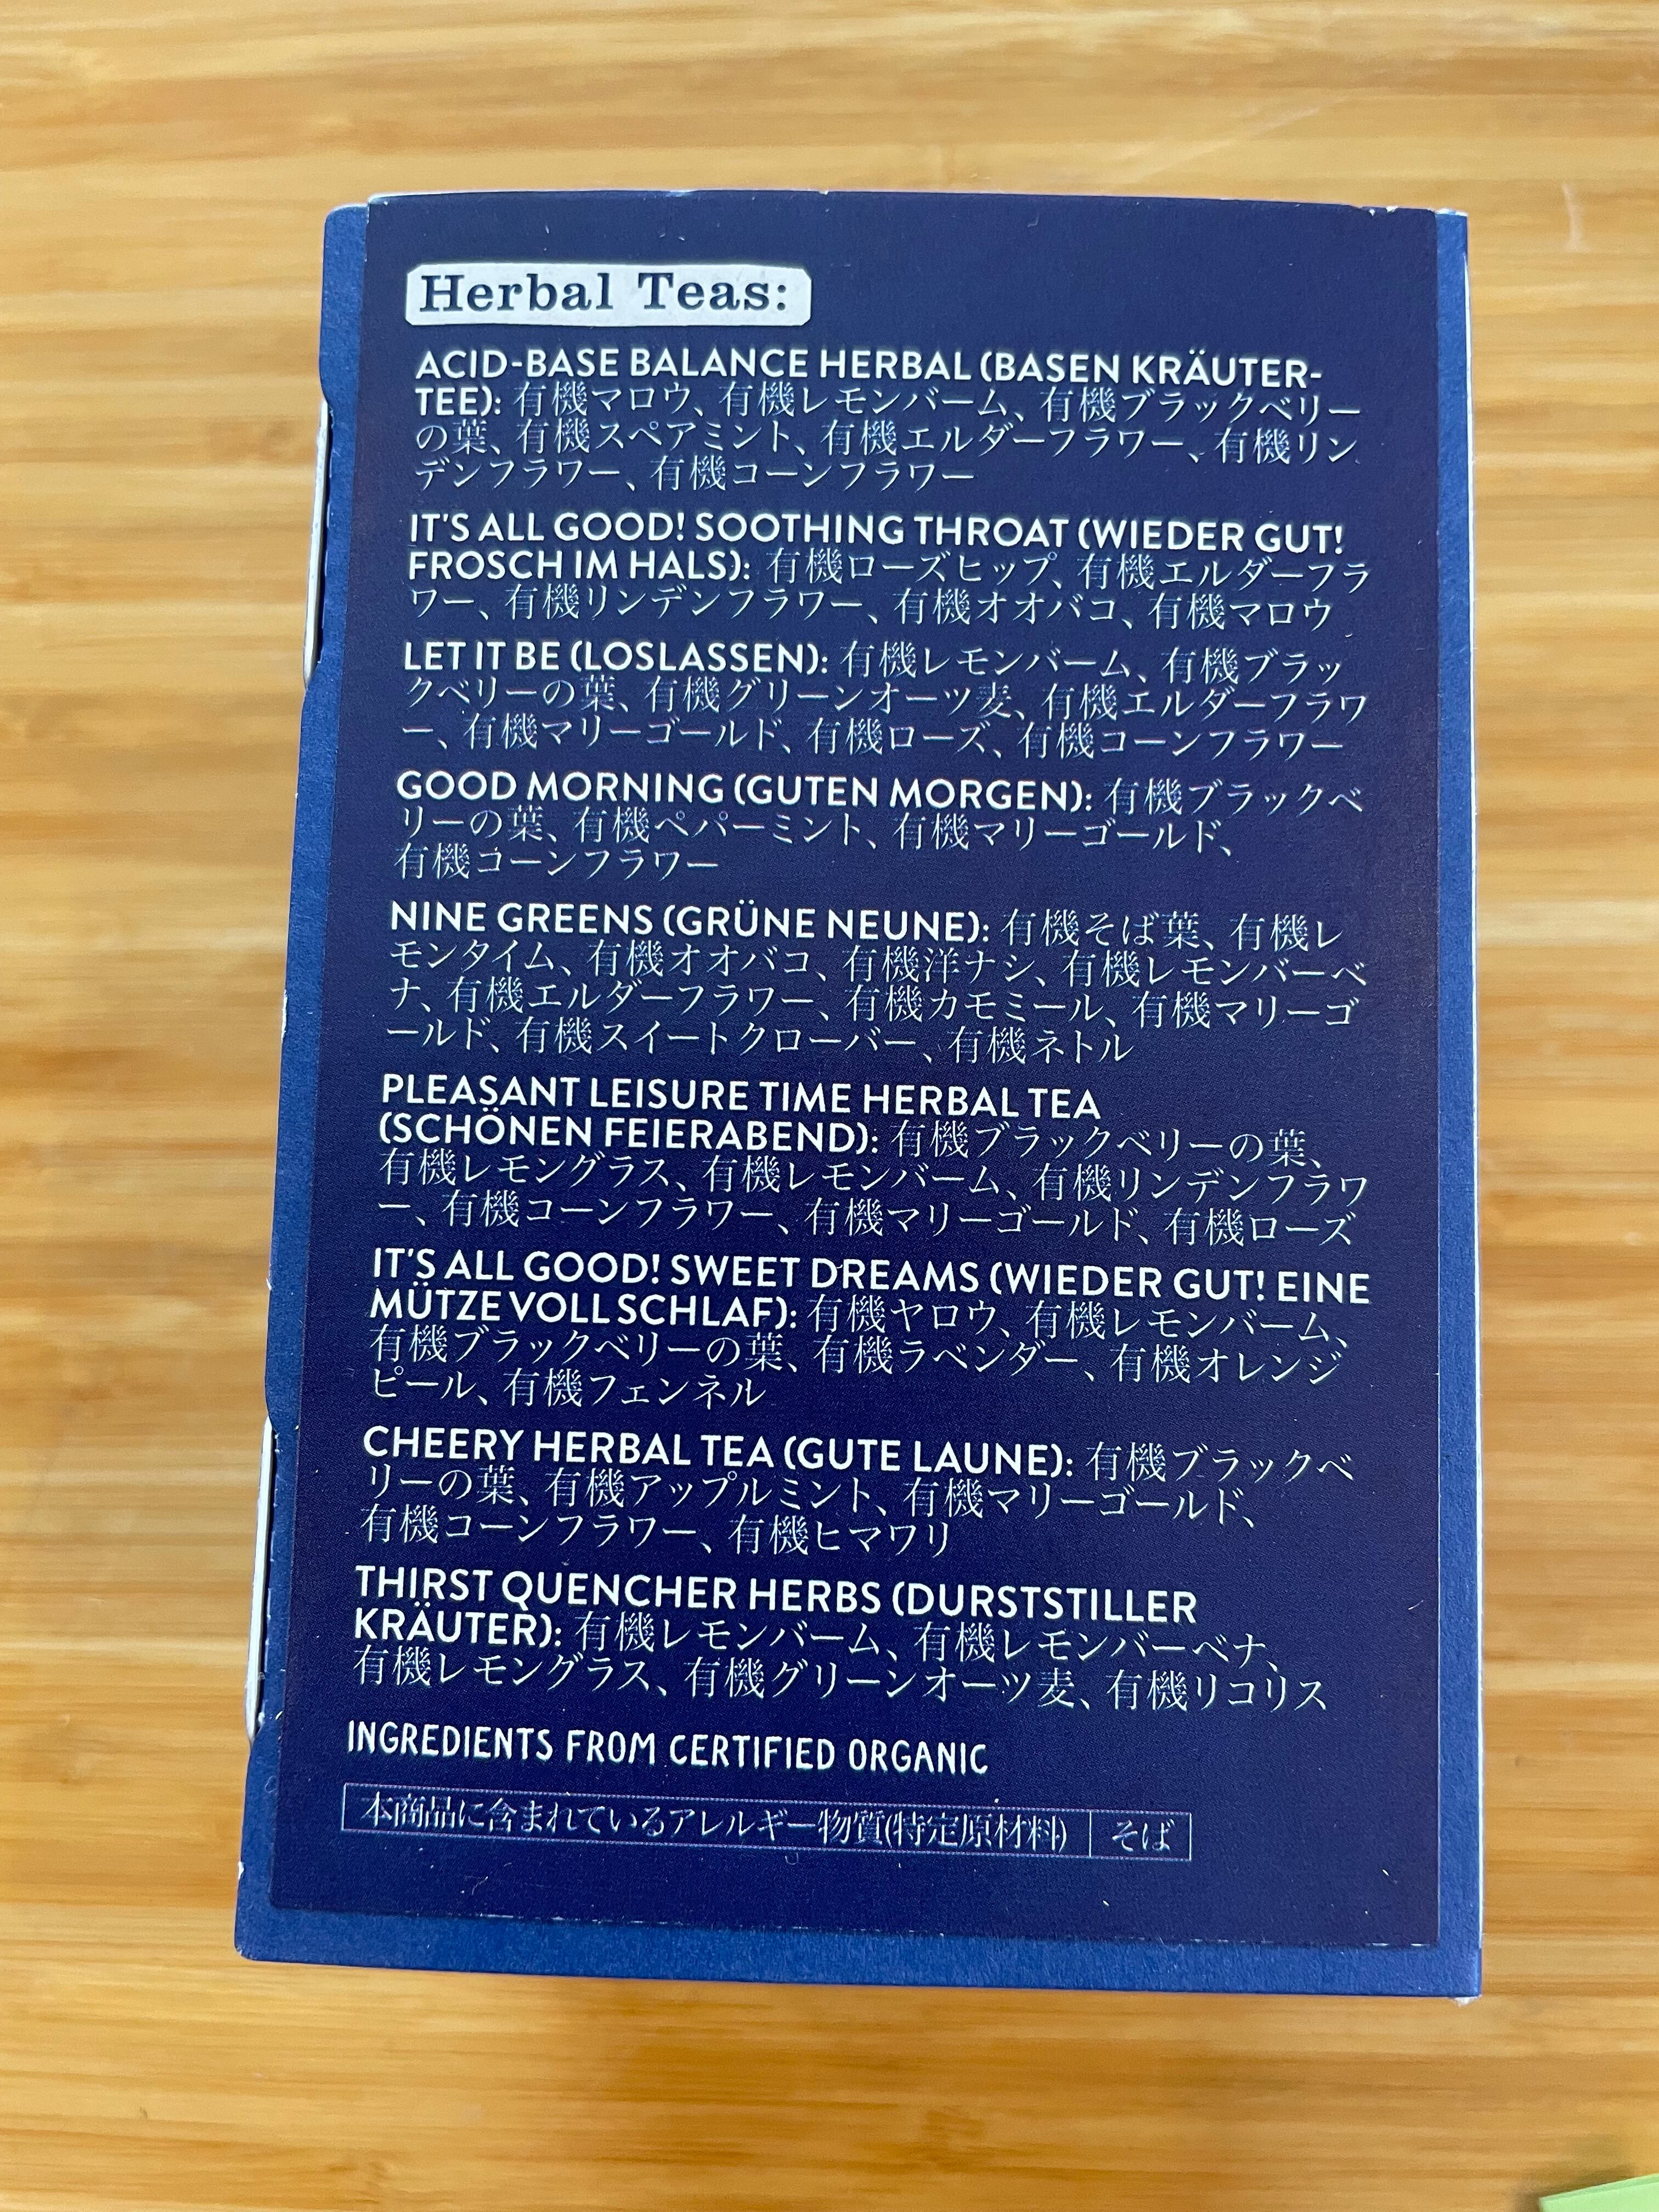 Herbal Teas:
ACID-BASE BALANCE HERBAL (BASEN KRÄUTER-
TEE): 有機マロウ、有機レモンバーム、有機ブラックベリー
の葉、有機スペアミント、有機エルダーフラワー、有機リン
デンフラワー、有機コーンフラワー
IT'S ALL GOOD! SOOTHING THROAT (WIEDER GUT!
FROSCH IM HALS): 有機ローズヒップ、有機エルダーフラ
ワー、有機リンデンフラワー、有機オオバコ、有機マロウ
LET IT BE (LOSLASSEN): 有機レモンバーム、有機ブラッ
クベリーの葉、有機グリーンオーツ麦、有機エルダーフラワ
ー、有機マリーゴールド、有機ローズ、有機コーンフラワー
GOOD MORNING (GUTEN MORGEN): 有機ブラックベ
リーの葉、有機ペパーミント、有機マリーゴールド、
有機コーンフラワー
NINE GREENS (GRÜNE NEUNE): 有機そば葉、有機レ
モンタイム、有機オオバコ、有機洋ナシ、有機レモンバーベ
ナ、有機エルダーフラワー、有機カモミール、有機マリーゴ
ールド、有機スイートクローバー、有機ネトル
PLEASANT LEISURE TIME HERBAL TEA
(SCHÖNEN FEIERABEND): 有機ブラックベリーの葉、
有機レモングラス、有機レモンバーム、有機リンデンフラワ
ー、有機コーンフラワー、有機マリーゴールド、有機ローズ
IT'S ALL GOOD! SWEET DREAMS (WIEDER GUT! EINE
MÜTZE VOLL SCHLAF): 有機ヤロウ、有機レモンバーム、
有機ブラックベリーの葉、有機ラベンダー、有機オレンジ
ピール、有機フェンネル
CHEERY HERBAL TEA (GUTE LAUNE): 有機ブラックベ
リーの葉、有機アップルミント、有機マリーゴールド、
有機コーンフラワー、有機ヒマワリ
THIRST QUENCHER HERBS (DURSTSTILLER
KRÄUTER): 有機レモンバーム、有機レモンバーベナ、
有機レモングラス、有機グリーンオーツ麦、有機リコリス
INGREDIENTS FROM CERTIFIED ORGANIC
本商品に含まれているアレルギー物質(特定原材料) そば